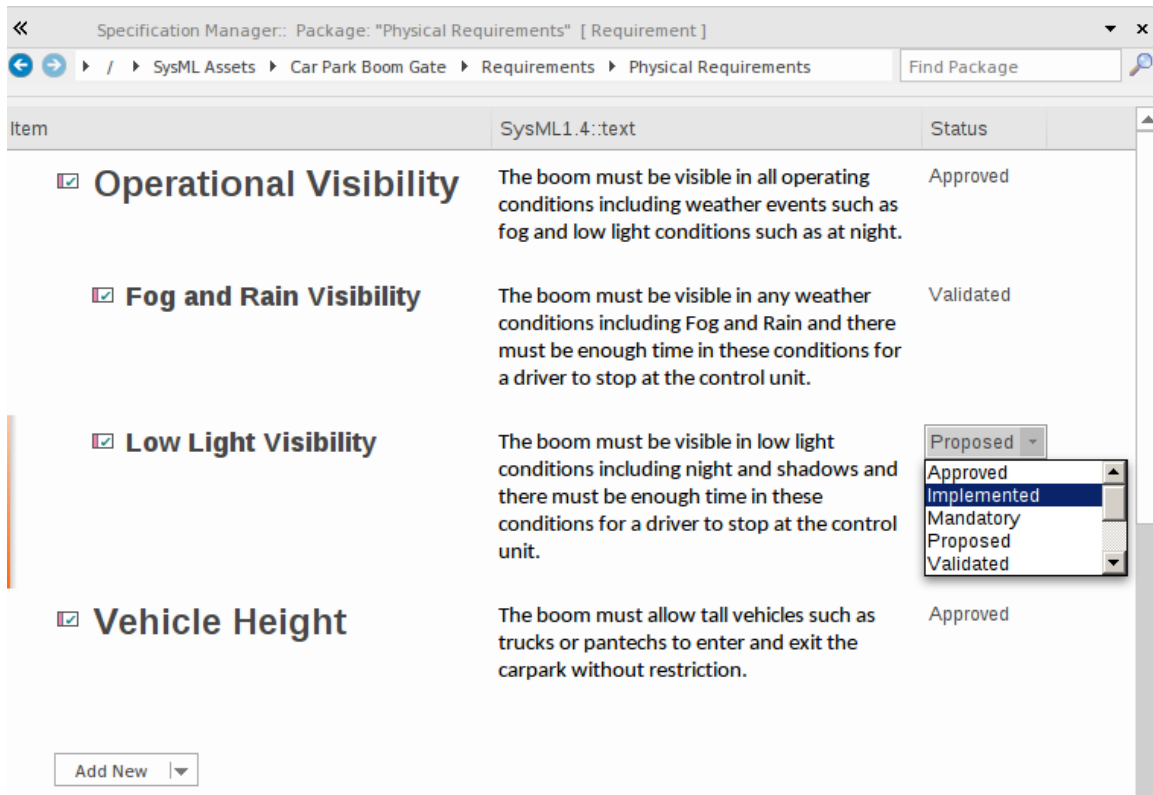 Specification Manager:: Package: "Physical Requirements" [ Requirement ]
/ SysML Assets Car Park Boom Gate Requirements Physical Requirements Find Package
Item SysML1.4::text Status
Operational Visibility
The boom must be visible in all operating
conditions including weather events such as
fog and low light conditions such as at night.
Approved
Fog and Rain Visibility
The boom must be visible in any weather
conditions including Fog and Rain and there
must be enough time in these conditions for
a driver to stop at the control unit.
Validated
Low Light Visibility
The boom must be visible in low light
conditions including night and shadows and
there must be enough time in these
conditions for a driver to stop at the control
unit.
Proposed
Approved
Implemented
Mandatory
Proposed
Validated
Vehicle Height
The boom must allow tall vehicles such as
trucks or pantechs to enter and exit the
carpark without restriction.
Approved
Add New